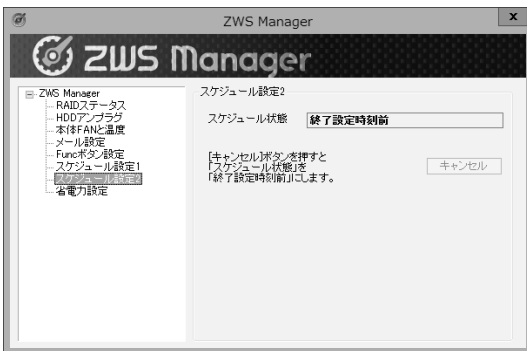 ZWS Manager
x
ZWS Manager
ZWS Manager
RAIDステータス
HDDアンプラグ
本体FANと温度
メール設定
Funcボタン設定
スケジュール設定1
スケジュール設定2
省電力設定
スケジュール設定2
スケジュール状態 終了設定時刻前
[キャンセル]ボタンを押すと
「スケジュール状態」を
「終了設定時刻前」にします。
キャンセル